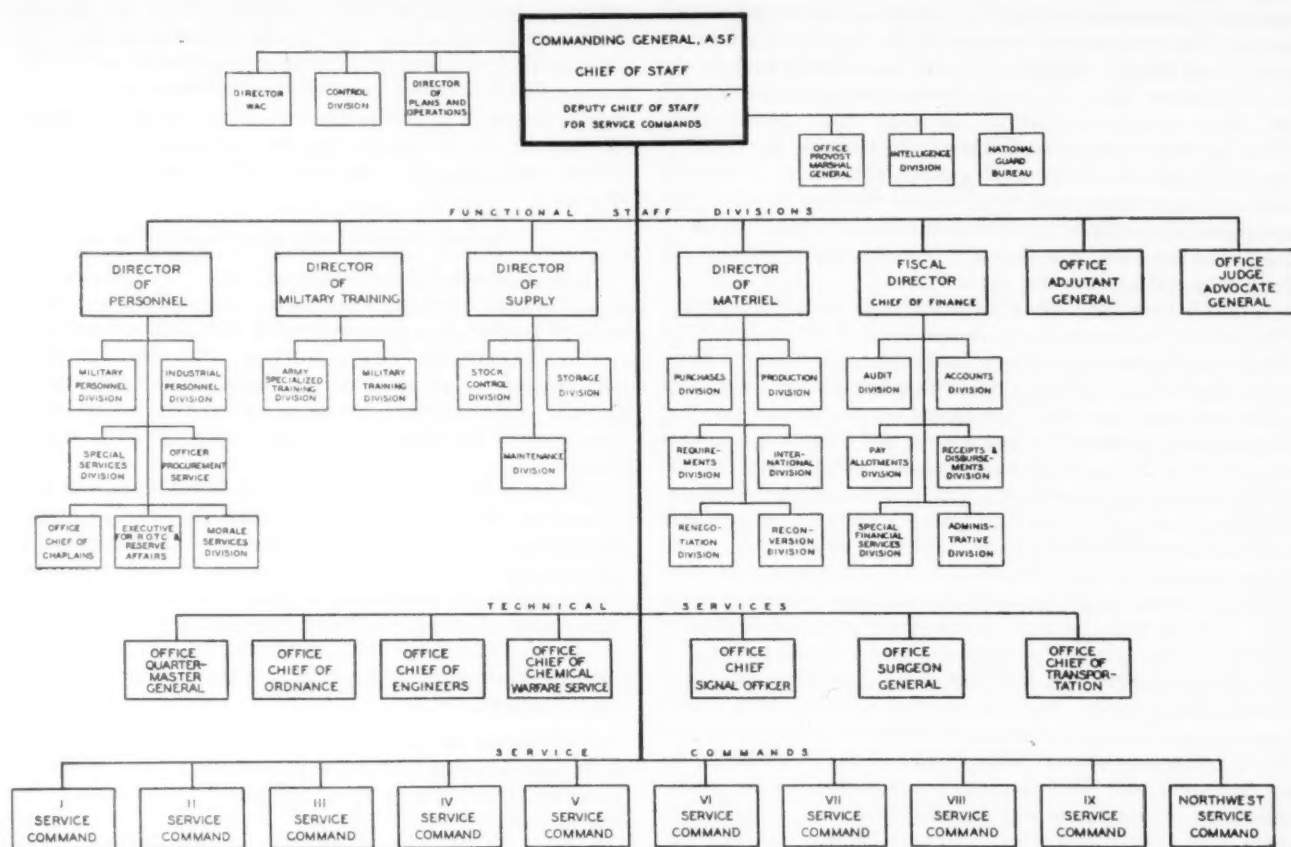 COMMANDING GENERAL, ASF
CHIEF OF STAFF
DEPUTY CHIEF OF STAFF
FOR SERVICE COMMANDS
DIRECTOR
WAC
CONTROL
DIVISION
DIRECTOR
OF
PLANS AND
OPERATIONS
OFFICE
PROVOST
MARSHAL
GENERAL
INTELLIGENCE
DIVISION
NATIONAL
GUARD
BUREAU
FUNCTIONAL STAFF DIVISIONS
DIRECTOR
OF
PERSONNEL
DIRECTOR
OF
MILITARY TRAINING
DIRECTOR
OF
SUPPLY
DIRECTOR
OF
MATERIEL
FISCAL
DIRECTOR
CHIEF OF FINANCE
OFFICE
ADJUTANT
GENERAL
OFFICE
JUDGE
ADVOCATE
GENERAL
MILITARY
PERSONNEL
DIVISION
INDUSTRIAL
PERSONNEL
DIVISION
ARMY
SPECIALIZED
TRAINING
DIVISION
MILITARY
TRAINING
DIVISION
STOCK
CONTROL
DIVISION
STORAGE
DIVISION
PURCHASES
DIVISION
PRODUCTION
DIVISION
AUDIT
DIVISION
ACCOUNTS
DIVISION
SPECIAL
SERVICES
DIVISION
OFFICER
PROCUREMENT
SERVICE
MAINTENANCE
DIVISION
REQUIRE-
MENTS
DIVISION
INTER-
NATIONAL
DIVISION
PAY
ALLOTMENTS
DIVISION
RECEIPTS &
DISBURSE-
MENTS
DIVISION
OFFICE
CHIEF OF
CHAPLAINS
EXECUTIVE
FOR ROTC &
RESERVE
AFFAIRS
MORALE
SERVICES
DIVISION
RENEGO-
TIATION
DIVISION
RECON-
VERSION
DIVISION
SPECIAL
FINANCIAL
SERVICES
DIVISION
ADMINIS-
TRATIVE
DIVISION
TECHNICAL SERVICES
OFFICE
QUARTER-
MASTER
GENERAL
OFFICE
CHIEF OF
ORDNANCE
OFFICE
CHIEF OF
ENGINEERS
OFFICE
CHIEF OF
CHEMICAL
WARFARE SERVICE
OFFICE
CHIEF
SIGNAL OFFICER
OFFICE
SURGEON
GENERAL
OFFICE
CHIEF OF
TRANSPOR-
TATION
SERVICE COMMANDS
I
SERVICE
COMMAND
II
SERVICE
COMMAND
III
SERVICE
COMMAND
IV
SERVICE
COMMAND
V
SERVICE
COMMAND
VI
SERVICE
COMMAND
VII
SERVICE
COMMAND
VIII
SERVICE
COMMAND
IX
SERVICE
COMMAND
NORTHWEST
SERVICE
COMMAND